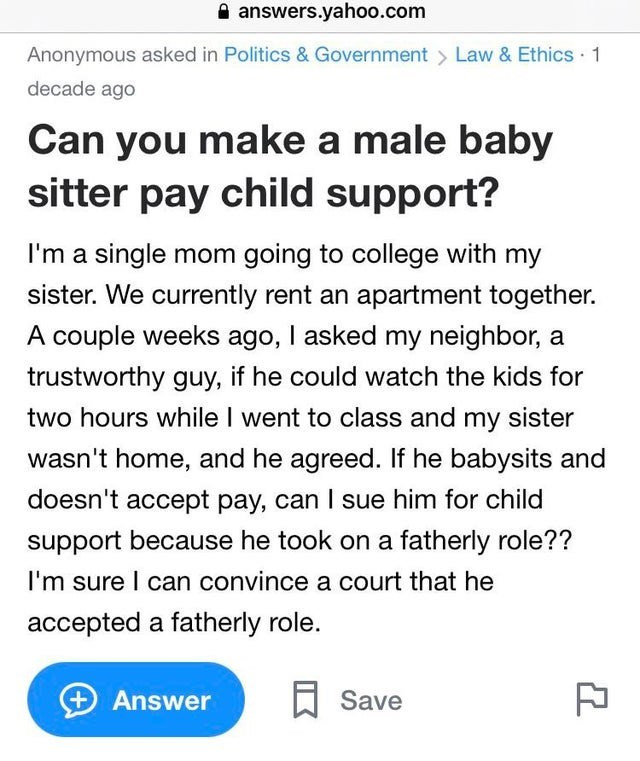 answers.yahoo.com
Anonymous asked in Politics & Government > Law & Ethics · 1
decade ago
Can you make a male baby
sitter pay child support?
I'm a single mom going to college with my
sister. We currently rent an apartment together.
A couple weeks ago, I asked my neighbor, a
trustworthy guy, if he could watch the kids for
two hours while I went to class and my sister
wasn't home, and he agreed. If he babysits and
doesn't accept pay, can I sue him for child
support because he took on a fatherly role??
I'm sure I can convince a court that he
accepted a fatherly role.
Answer Save